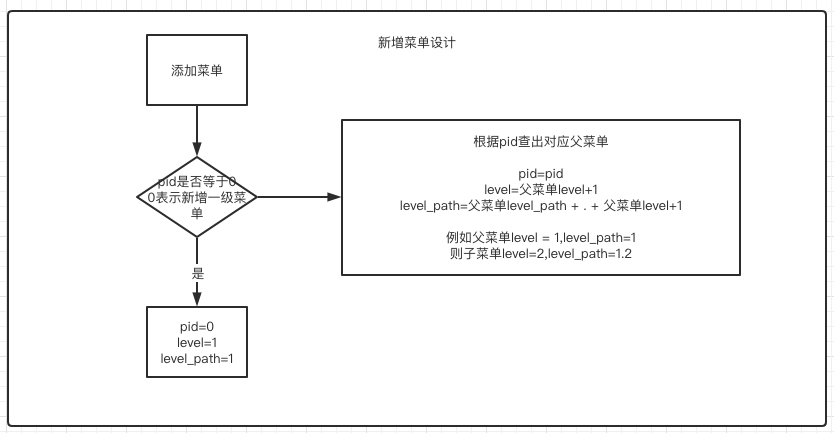 新增菜单设计
添加菜单
pid是否等于0
0表示新增一级菜
单
根据pid查出对应父菜单
pid=pid
level=父菜单level+1
level_path=父菜单level_path + . + 父菜单level+1
例如父菜单level = 1,level_path=1
则子菜单level=2,level_path=1.2
是
pid=0
level=1
level_path=1